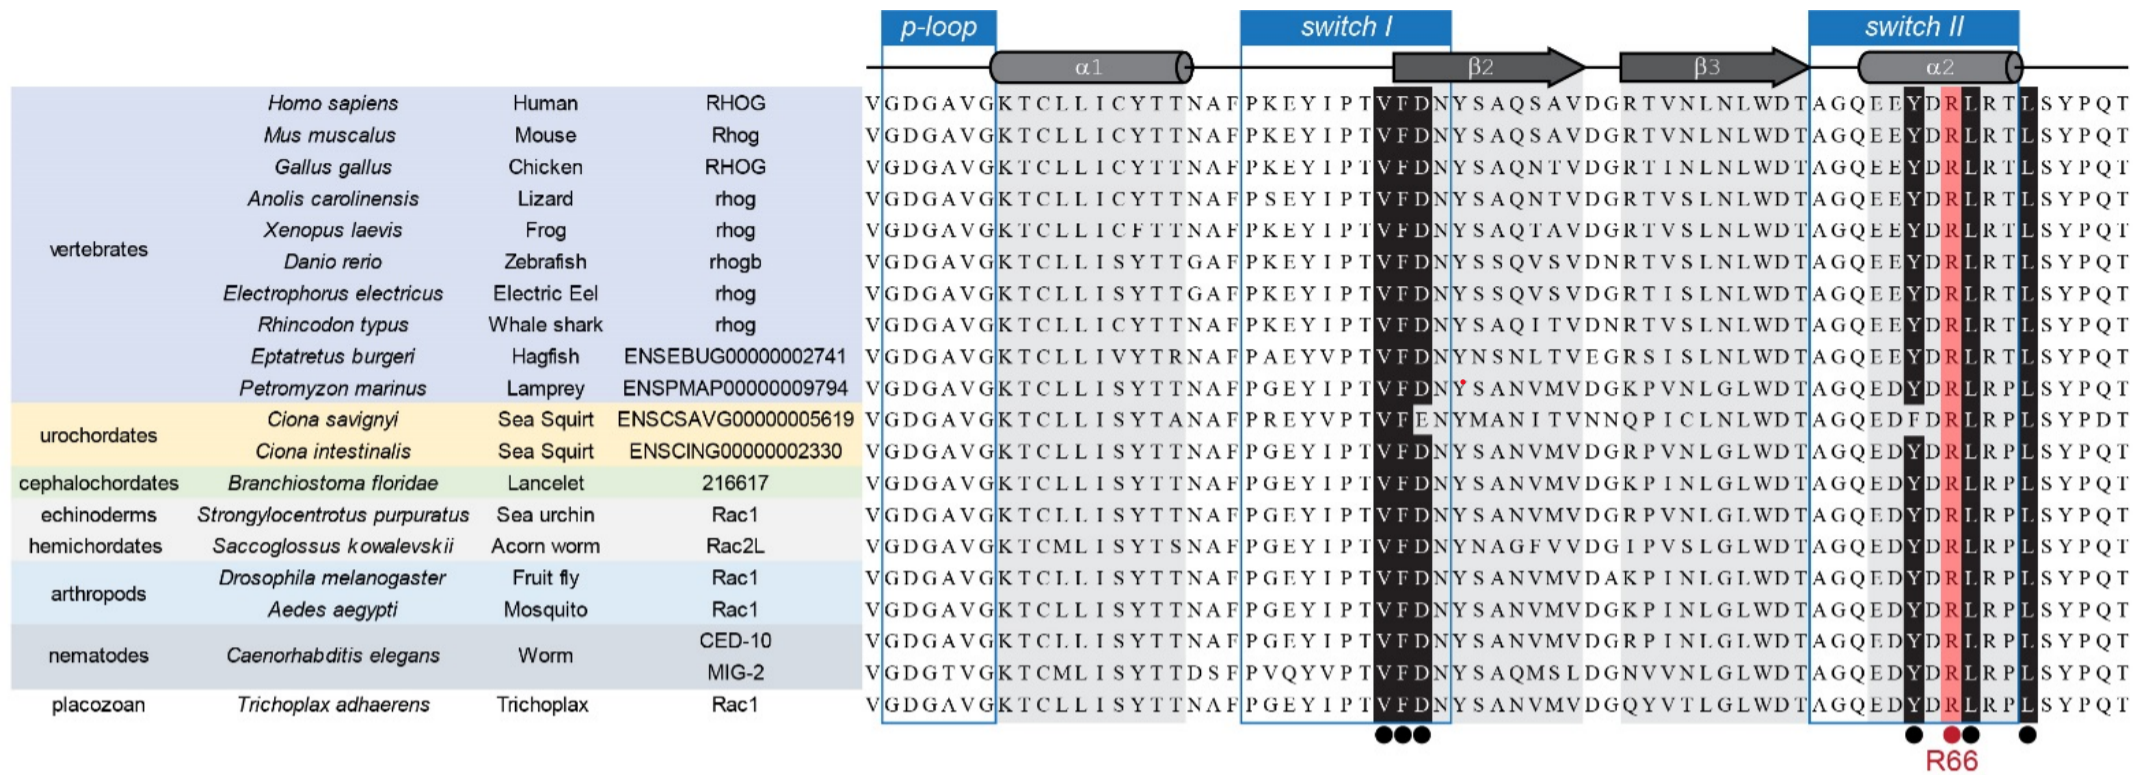 p-loop switch I switch II
α1 β2 β3 α2
Homo sapiens Human RHOG VGDGAVGKTCLLICYTTNAFPKEYIPTVFDNYSAQSAVDGRTVNLNLWDTAGQEEYDRLRTLSYPQT
Mus muscalus Mouse Rhog VGDGAVGKTCLLICYTTNAFPKEYIPTVFDNYSAQSAVDGRTVNLNLWDTAGQEEYDRLRTLSYPQT
Gallus gallus Chicken RHOG VGDGAVGKTCLLICYTTNAFPKEYIPTVFDNYSAQNTVDGRTINLNLWDTAGQEEYDRLRTLSYPQT
Anolis carolinensis Lizard rhog VGDGAVGKTCLLICYTTNAFPSEYIPTVFDNYSAQNTVDGRTVNLNLWDTAGQEEYDRLRTLSYPQT
Xenopus laevis Frog rhog VGDGAVGKTCLLICFTTNAFPKEYIPTVFDNYSAQTAVDGRTVSLNLWDTAGQEEYDRLRTLSYPQT
vertebrates
Danio rerio Zebrafish rhogb VGDGAVGKTCLLISYTTGAFPKEYIPTVFDNYSSQVSVDNRTVSLNLWDTAGQEEYDRLRTLSYPQT
Electrophorus electricus Electric Eel rhog VGDGAVGKTCLLISYTTGAFPKEYIPTVFDNYSSQVSVDGRTISLNLWDTAGQEEYDRLRTLSYPQT
Rhincodon typus Whale shark rhog VGDGAVGKTCLLICYTTNAFPKEYIPTVFDNYSAQITVDNRTVSLNLWDTAGQEEYDRLRTLSYPQT
Eptatretus burgeri Hagfish ENSEBUG00000002741 VGDGAVGKTCLLIVYTRNAFPAEYVPTVFDNYNSNLTVEGRSISLNLWDTAGQEEYDRLRTLSYPQT
Petromyzon marinus Lamprey ENSPMAP00000009794 VGDGAVGKTCLLISYTTNAFPGEYIPTVFDNYSANVMVDGKPVNLGLWDTAGQEDYDRLRPLSYPQT
urochordates
Ciona savignyi Sea Squirt ENSCSAVG00000005619 VGDGAVGKTCLLISYTANAFPREYVPTVFENYMANITVNNQPICLNLWDTAGQEDFDRLRPLSYPDT
Ciona intestinalis Sea Squirt ENSCING00000002330 VGDGAVGKTCLLISYTTNAFPGEYIPTVFDNYSANVMVDGRPVNLGLWDTAGQEDYDRLRPLSYPQT
cephalochordates Branchiostoma floridae Lancelet 216617 VGDGAVGKTCLLISYTTNAFPGEYIPTVFDNYSANVMVDGKPINLGLWDTAGQEDYDRLRPLSYPQT
echinoderms Strongylocentrotus purpuratus Sea urchin Rac1 VGDGAVGKTCLLISYTTNAFPGEYIPTVFDNYSANVMVDGRPVNLGLWDTAGQEDYDRLRPLSYPQT
hemichordates Saccoglossus kowalevskii Acorn worm Rac2L VGDGAVGKTCMLISYTSNAFPGEYIPTVFDNYNAGFVVDGIPVSLGLWDTAGQEDYDRLRPLSYPQT
arthropods
Drosophila melanogaster Fruit fly Rac1 VGDGAVGKTCLLISYTTNAFPGEYIPTVFDNYSANVMVDAKPINLGLWDTAGQEDYDRLRPLSYPQT
Aedes aegypti Mosquito Rac1 VGDGAVGKTCLLISYTTNAFPGEYIPTVFDNYSANVMVDGKPINLGLWDTAGQEDYDRLRPLSYPQT
nematodes Caenorhabditis elegans Worm
CED-10 VGDGAVGKTCLLISYTTNAFPGEYIPTVFDNYSANVMVDGRPINLGLWDTAGQEDYDRLRPLSYPQT
MIG-2 VGDGTVGKTCMLISYTTDSFPVQYVPTVFDNYSAQMSLDGNVVNLGLWDTAGQEDYDRLRPLSYPQT
placozoan Trichoplax adhaerens Trichoplax Rac1 VGDGAVGKTCLLISYTTNAFPGEYIPTVFDNYSANVMVDGQYVTLGLWDTAGQEDYDRLRPLSYPQT
R66